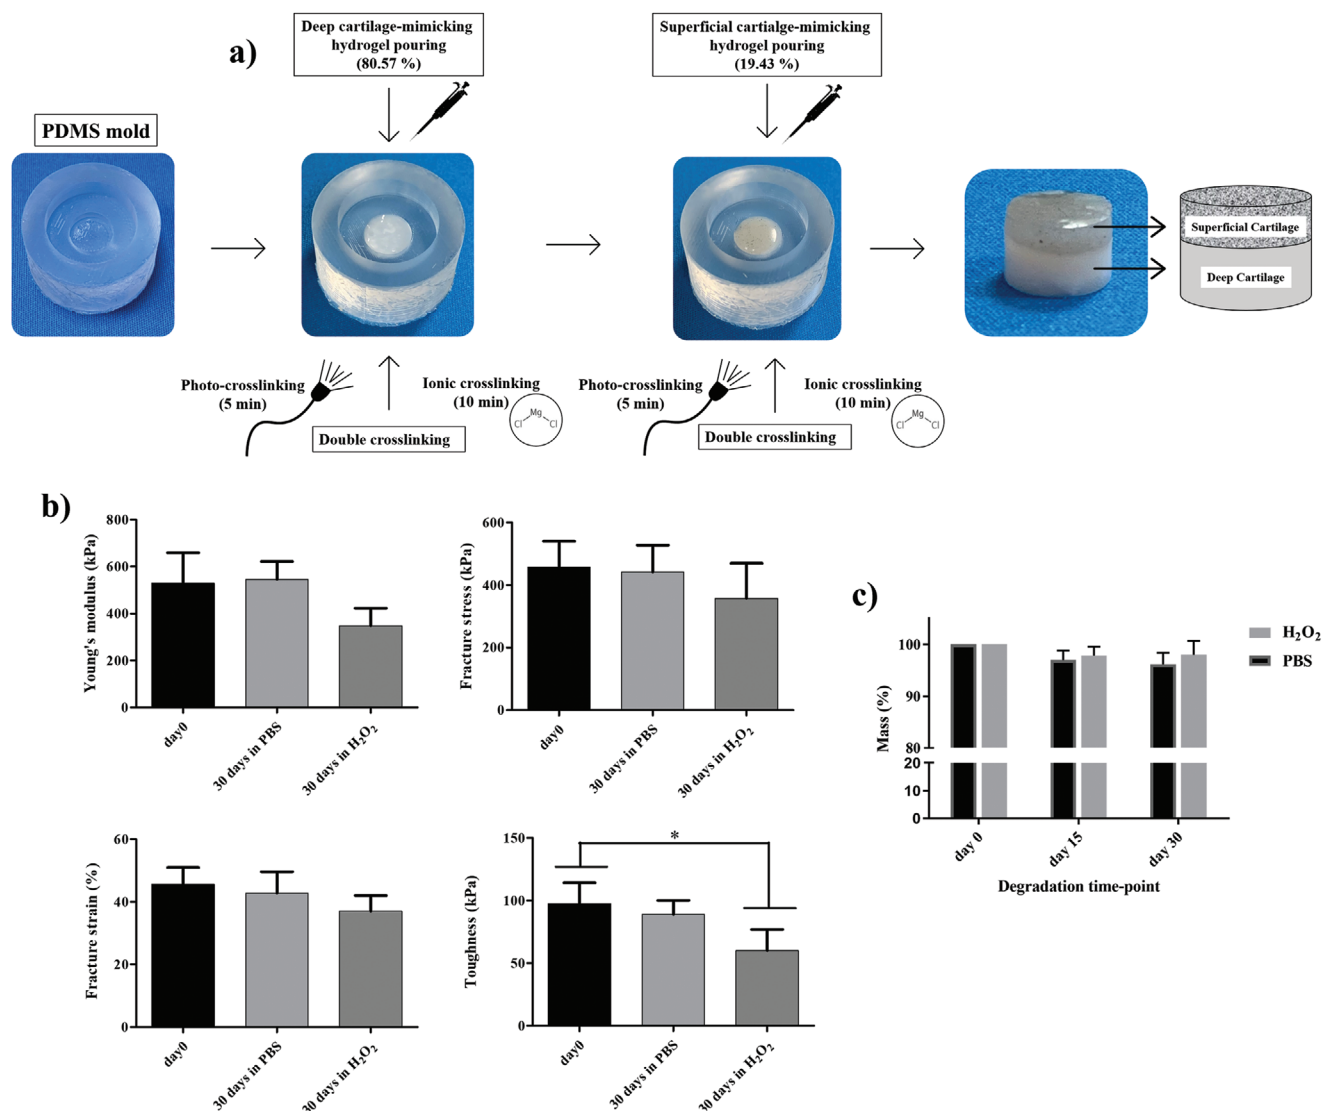 a)
Deep cartilage-mimicking
hydrogel pouring
(80.57 %)
Superficial cartialge-mimicking
hydrogel pouring
(19.43 %)
PDMS mold
Superficial Cartilage
Deep Cartilage
Photo-crosslinking
(5 min)
Ionic crosslinking
(10 min)
Mg
Cl Cl
Double crosslinking
Photo-crosslinking
(5 min)
Ionic crosslinking
(10 min)
Mg
Cl Cl
Double crosslinking
b)
Young's modulus (kPa)
800
600
400
200
0
day0
30 days in PBS
30 days in H₂O₂
Fracture stress (kPa)
600
400
200
0
day0
30 days in PBS
30 days in H₂O₂
Fracture strain (%)
60
40
20
0
day0
30 days in PBS
30 days in H₂O₂
Toughness (kPa)
150
100
50
0
*
day0
30 days in PBS
30 days in H₂O₂
c)
Mass (%)
100
90
80
20
10
0
day 0
day 15
day 30
Degradation time-point
H₂O₂
PBS